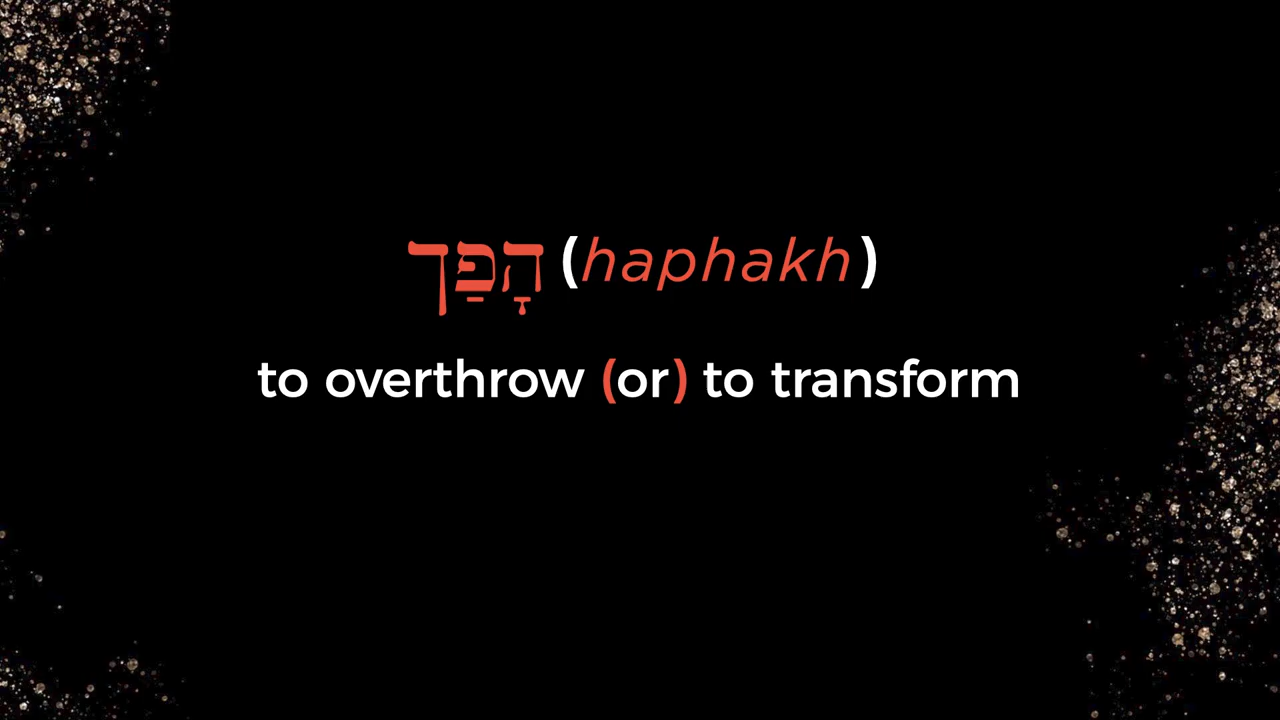 הָפַך (haphakh)
to overthrow (or) to transform